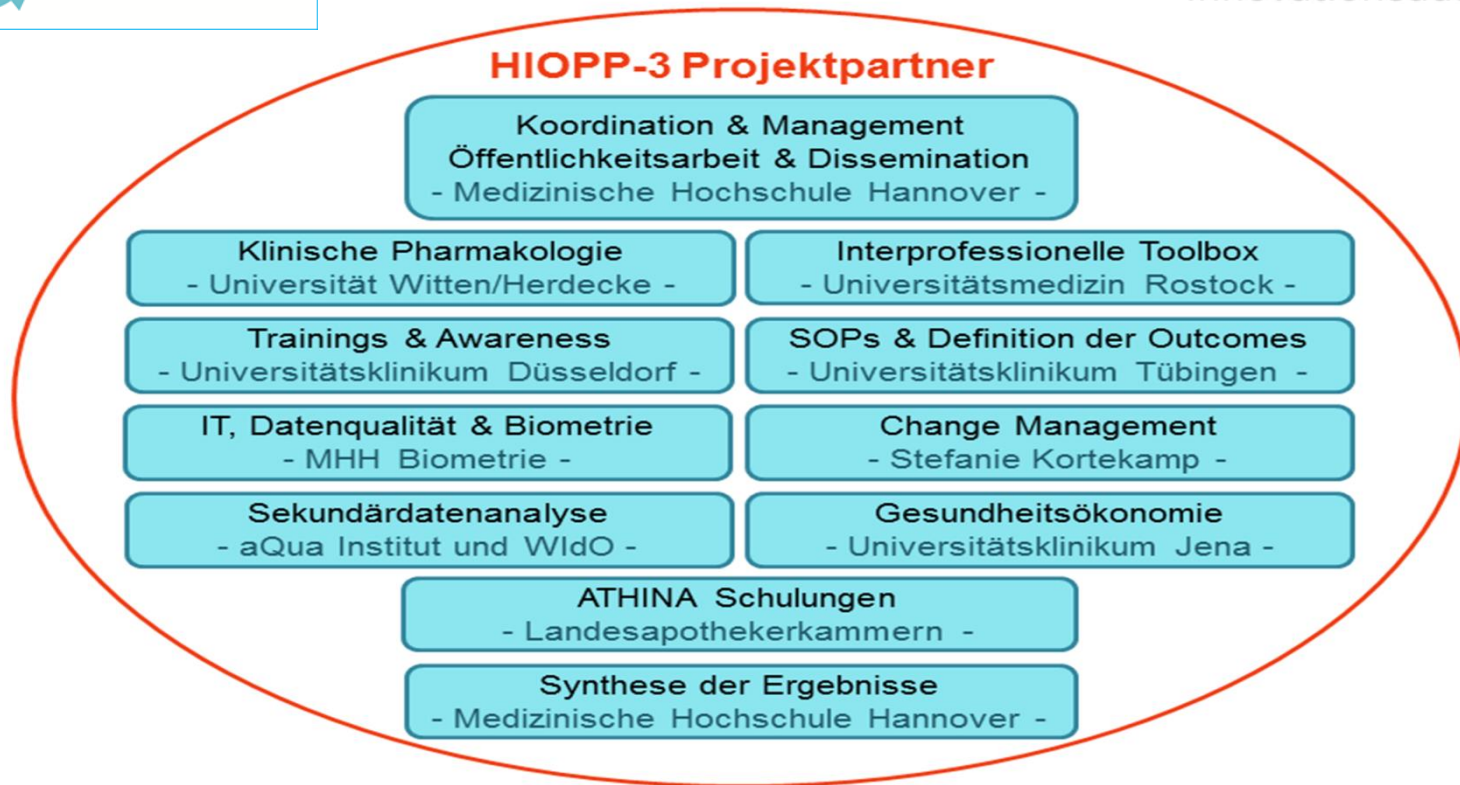 HIOPP-3 Projektpartner
Koordination & Management
Öffentlichkeitsarbeit & Dissemination
- Medizinische Hochschule Hannover -
Klinische Pharmakologie
- Universität Witten/Herdecke -
Interprofessionelle Toolbox
- Universitätsmedizin Rostock -
Trainings & Awareness
- Universitätsklinikum Düsseldorf -
SOPs & Definition der Outcomes
- Universitätsklinikum Tübingen -
IT, Datenqualität & Biometrie
- MHH Biometrie -
Change Management
- Stefanie Kortekamp -
Sekundärdatenanalyse
- aQua Institut und WIdO -
Gesundheitsökonomie
- Universitätsklinikum Jena -
ATHINA Schulungen
- Landesapothekerkammern -
Synthese der Ergebnisse
- Medizinische Hochschule Hannover -